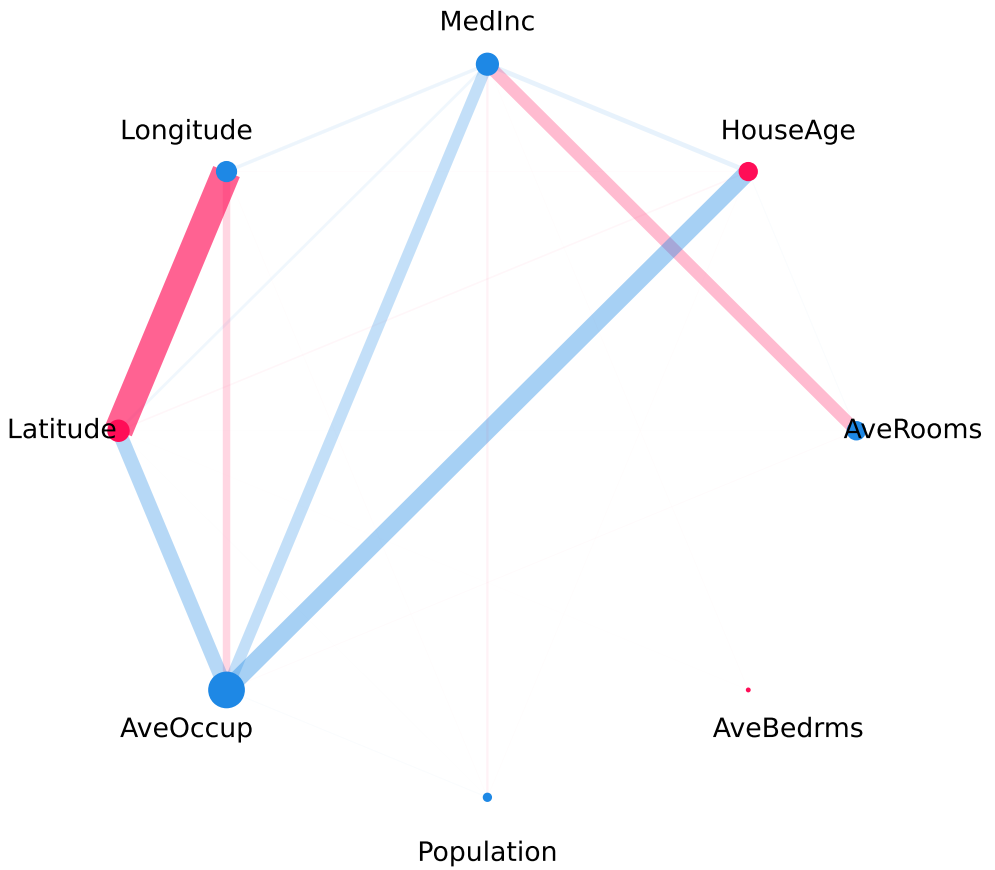 MedInc
Longitude
HouseAge
Latitude
AveRooms
AveOccup
AveBedrms
Population